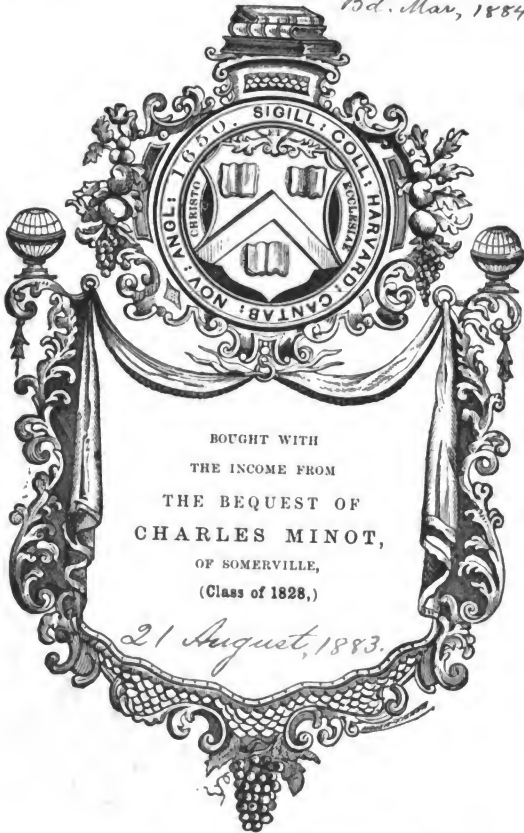 Bd. Mar, 1884
SIGILL: COLL: HARVARD: CANTAB: NOV: ANGL: 1650.
CHRISTO
ECCLESIAE
BOUGHT WITH
THE INCOME FROM
THE BEQUEST OF
CHARLES MINOT,
OF SOMERVILLE,
(Class of 1828,)
21 August, 1883.